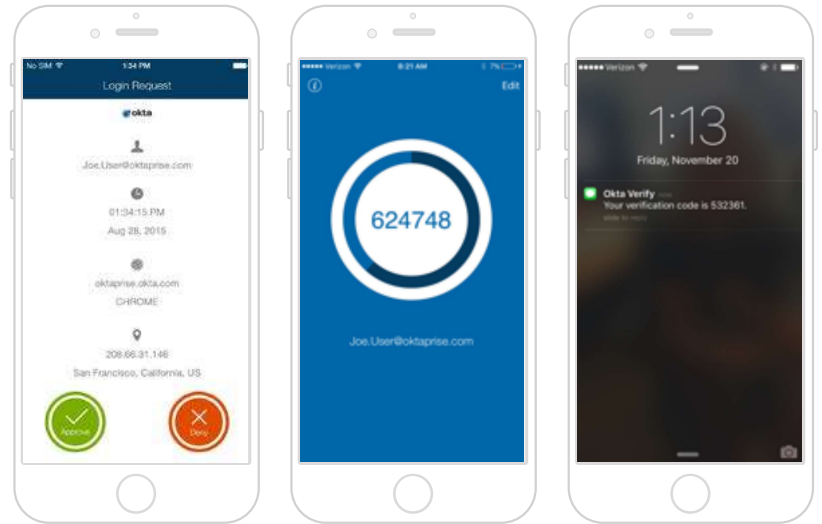 No SIM 1:34 PM
Login Request
okta
Joe.User@oktaprise.com
01:34:15 PM
Aug 28, 2015
oktaprise.okta.com
CHROME
208.66.31.146
San Francisco, California, US
Approve Deny
Verizon 8:21 AM 7%
i Edit
624748
Joe.User@oktaprise.com
Verizon
1:13
Friday, November 20
Okta Verify now
Your verification code is 532361.
slide to reply